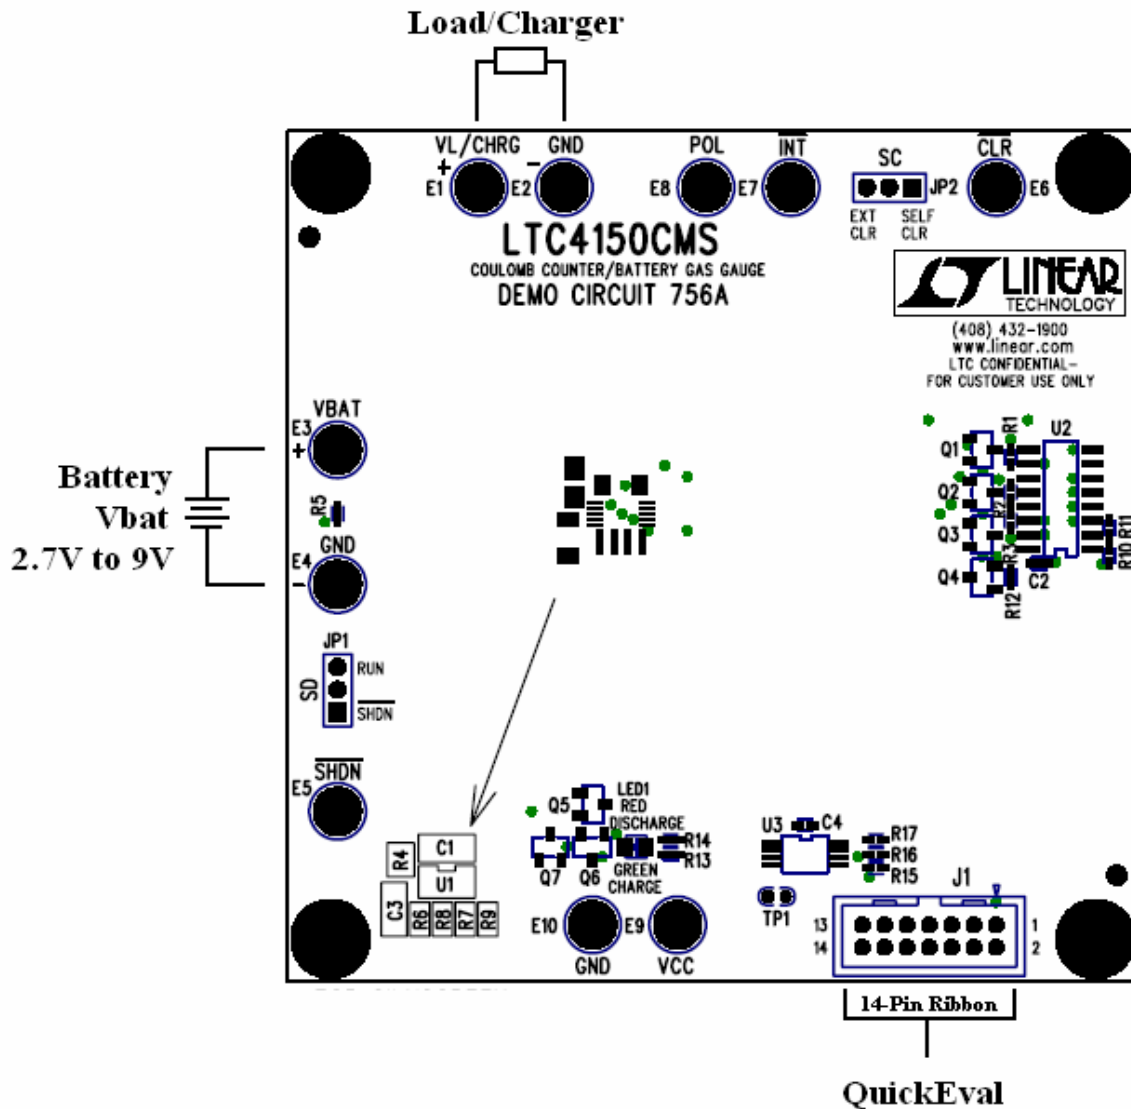 Load/Charger
VL/CHRG GND POL INT SC CLR
+ -
E1 E2 E8 E7 JP2 E6
EXT CLR SELF CLR
LTC4150CMS
COULOMB COUNTER/BATTERY GAS GAUGE
DEMO CIRCUIT 756A
LINEAR
TECHNOLOGY
(408) 432-1900
www.linear.com
LTC CONFIDENTIAL-
FOR CUSTOMER USE ONLY
VBAT
E3
+
Battery
Vbat
2.7V to 9V
R5
GND
E4
-
Q1 R1 U2
Q2 R2
Q3 R3 R11
Q4 R12 C2 R10
JP1
RUN
SD
SHDN
SHDN
E5
R4 C1
U1
C3 R6 R8 R7 R9
LED1
Q5 RED
DISCHARGE
R14
R13
Q7 Q6 GREEN
CHARGE
E10 E9
GND VCC
U3 C4
R17
R16
R15
TP1
J1
13 1
14 2
14-Pin Ribbon
QuickEval